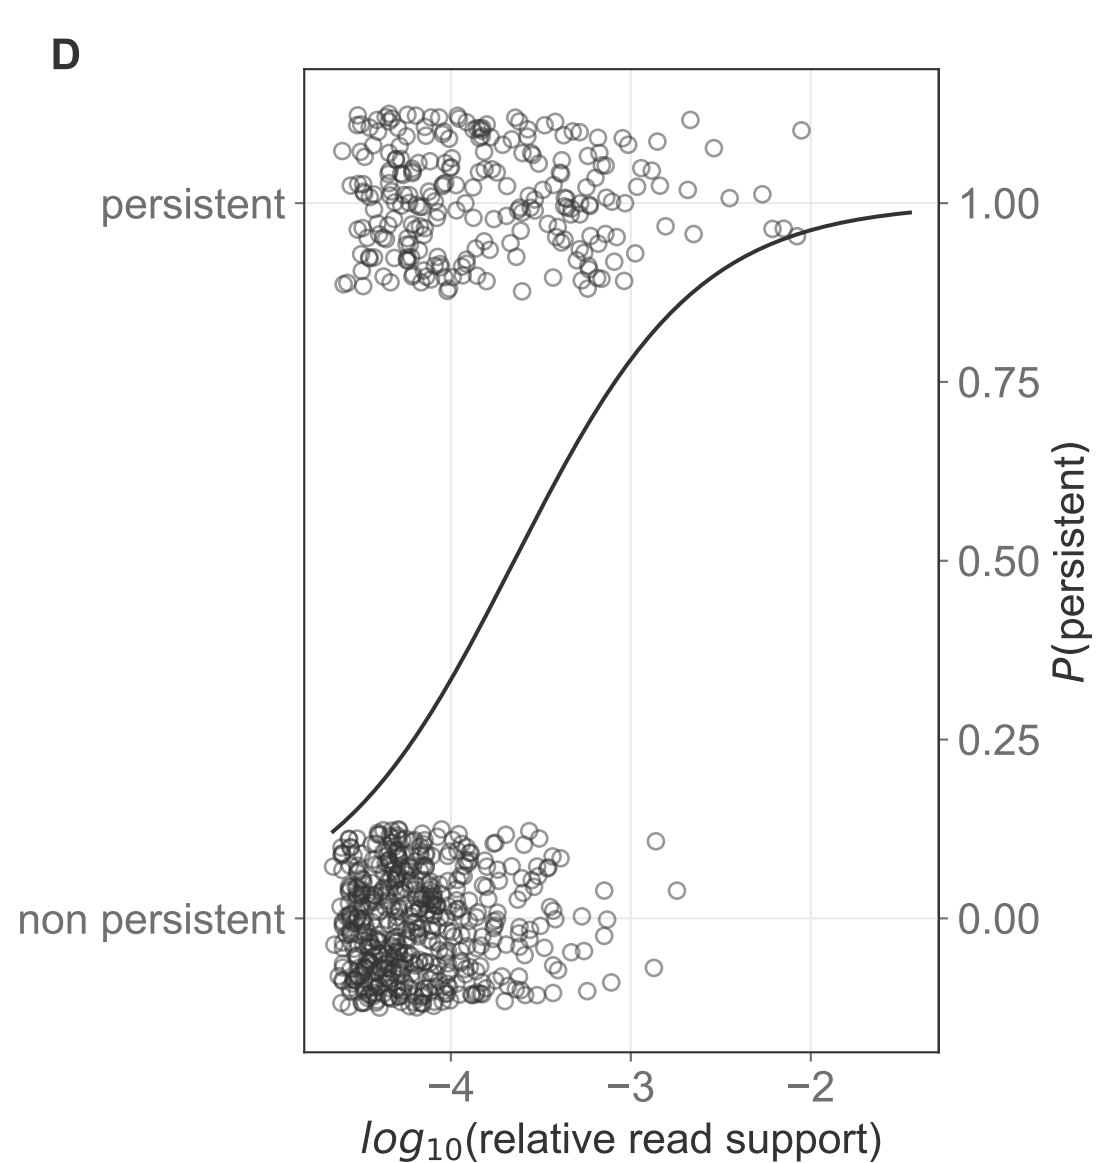 D
persistent
non persistent
1.00
0.75
0.50
0.25
0.00
P(persistent)
−4 −3 −2
log10(relative read support)